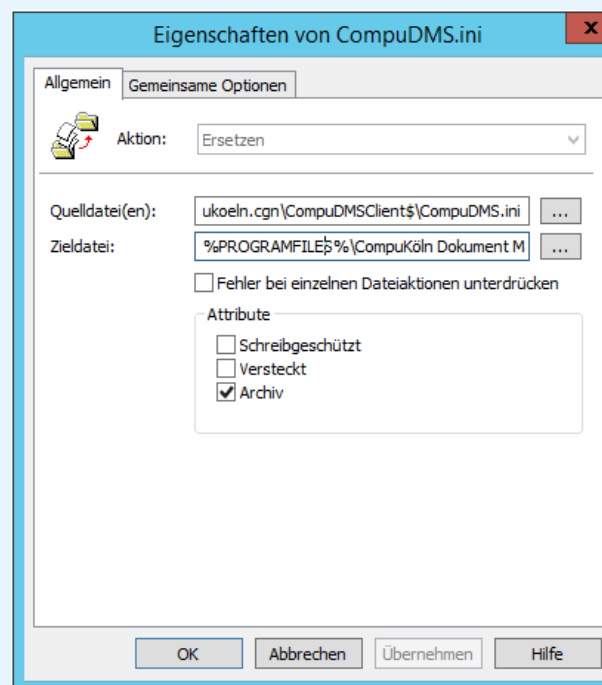 Eigenschaften von CompuDMS.ini
x
Allgemein Gemeinsame Optionen
Aktion: Ersetzen
Quelldatei(en): ukoeln.cgn\CompuDMSClient$\CompuDMS.ini ...
Zieldatei: %PROGRAMFILES%\CompuKöln Dokument M ...
Fehler bei einzelnen Dateiaktionen unterdrücken
Attribute
Schreibgeschützt
Versteckt
Archiv
OK Abbrechen Übernehmen Hilfe